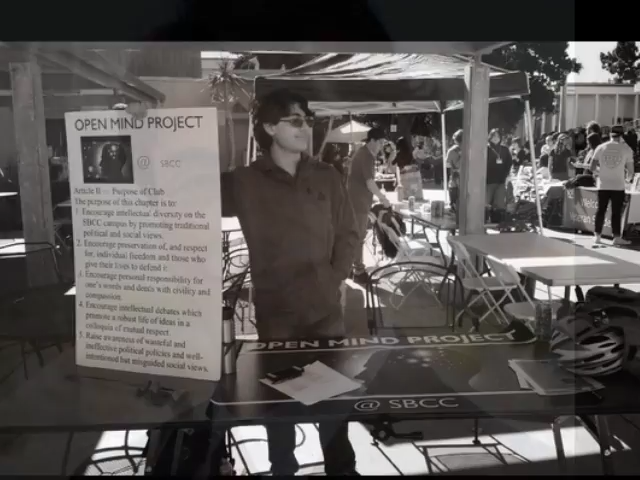 OPEN MIND PROJECT
@ SBCC
Article II - Purpose of Club
The purpose of this chapter is to:
1. Encourage intellectual diversity on the
SBCC campus by promoting traditional
political and social views.
2. Encourage preservation of, and respect
for, individual freedom and those who
give their lives to defend it.
3. Encourage personal responsibility for
one's words and deeds with civility and
compassion.
4. Encourage intellectual debates which
promote a robust life of ideas in a
colloquia of mutual respect.
5. Raise awareness of wasteful and
ineffective political policies and well-
intentioned but misguided social views.
OPEN MIND PROJECT
@ SBCC